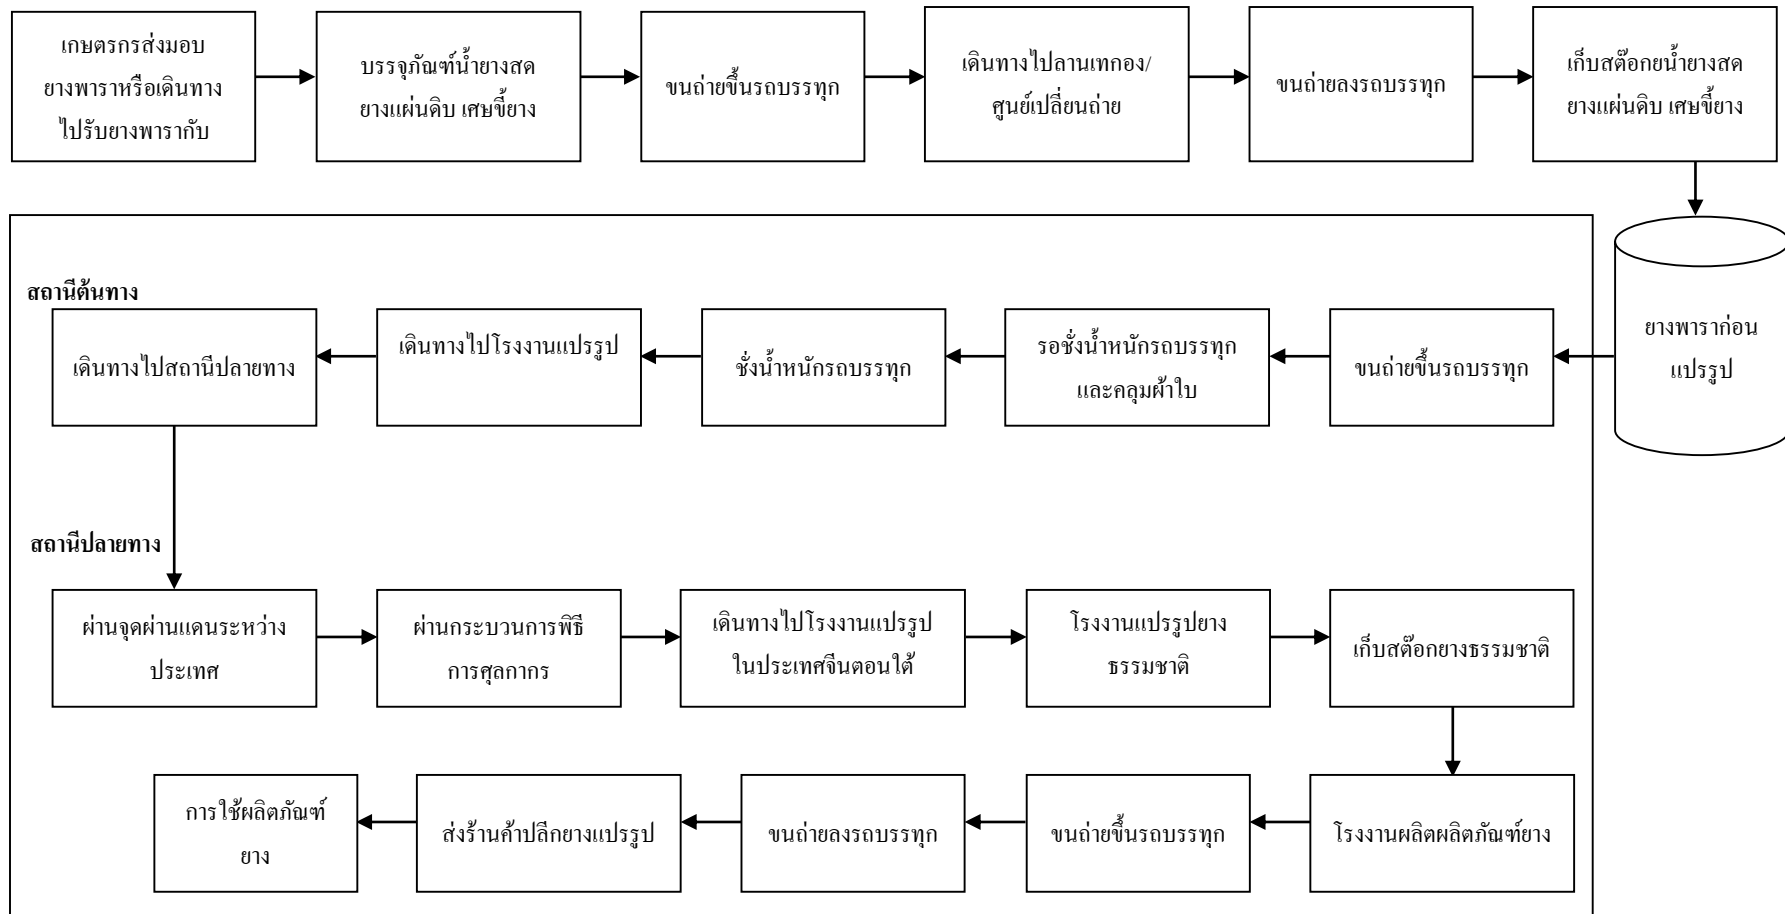 เกษตรกรส่งมอบ
ยางพาราหรือเดินทาง
ไปรับยางพารากับ
บรรจุภัณฑ์น้ำยางสด
ยางแผ่นดิบ เศษขี้ยาง
ขนถ่ายขึ้นรถบรรทุก
เดินทางไปลานเทกอง/
ศูนย์เปลี่ยนถ่าย
ขนถ่ายลงรถบรรทุก
เก็บสต๊อกยน้ำยางสด
ยางแผ่นดิบ เศษขี้ยาง
ยางพาราก่อน
แปรรูป
สถานีต้นทาง
ขนถ่ายขึ้นรถบรรทุก
รอชั่งน้ำหนักรถบรรทุก
และคลุมผ้าใบ
ชั่งน้ำหนักรถบรรทุก
เดินทางไปโรงงานแปรรูป
เดินทางไปสถานีปลายทาง
สถานีปลายทาง
ผ่านจุดผ่านแดนระหว่าง
ประเทศ
ผ่านกระบวนการพิธี
การศุลกากร
เดินทางไปโรงงานแปรรูป
ในประเทศจีนตอนใต้
โรงงานแปรรูปยาง
ธรรมชาติ
เก็บสต๊อกยางธรรมชาติ
โรงงานผลิตผลิตภัณฑ์ยาง
ขนถ่ายขึ้นรถบรรทุก
ขนถ่ายลงรถบรรทุก
ส่งร้านค้าปลีกยางแปรรูป
การใช้ผลิตภัณฑ์
ยาง